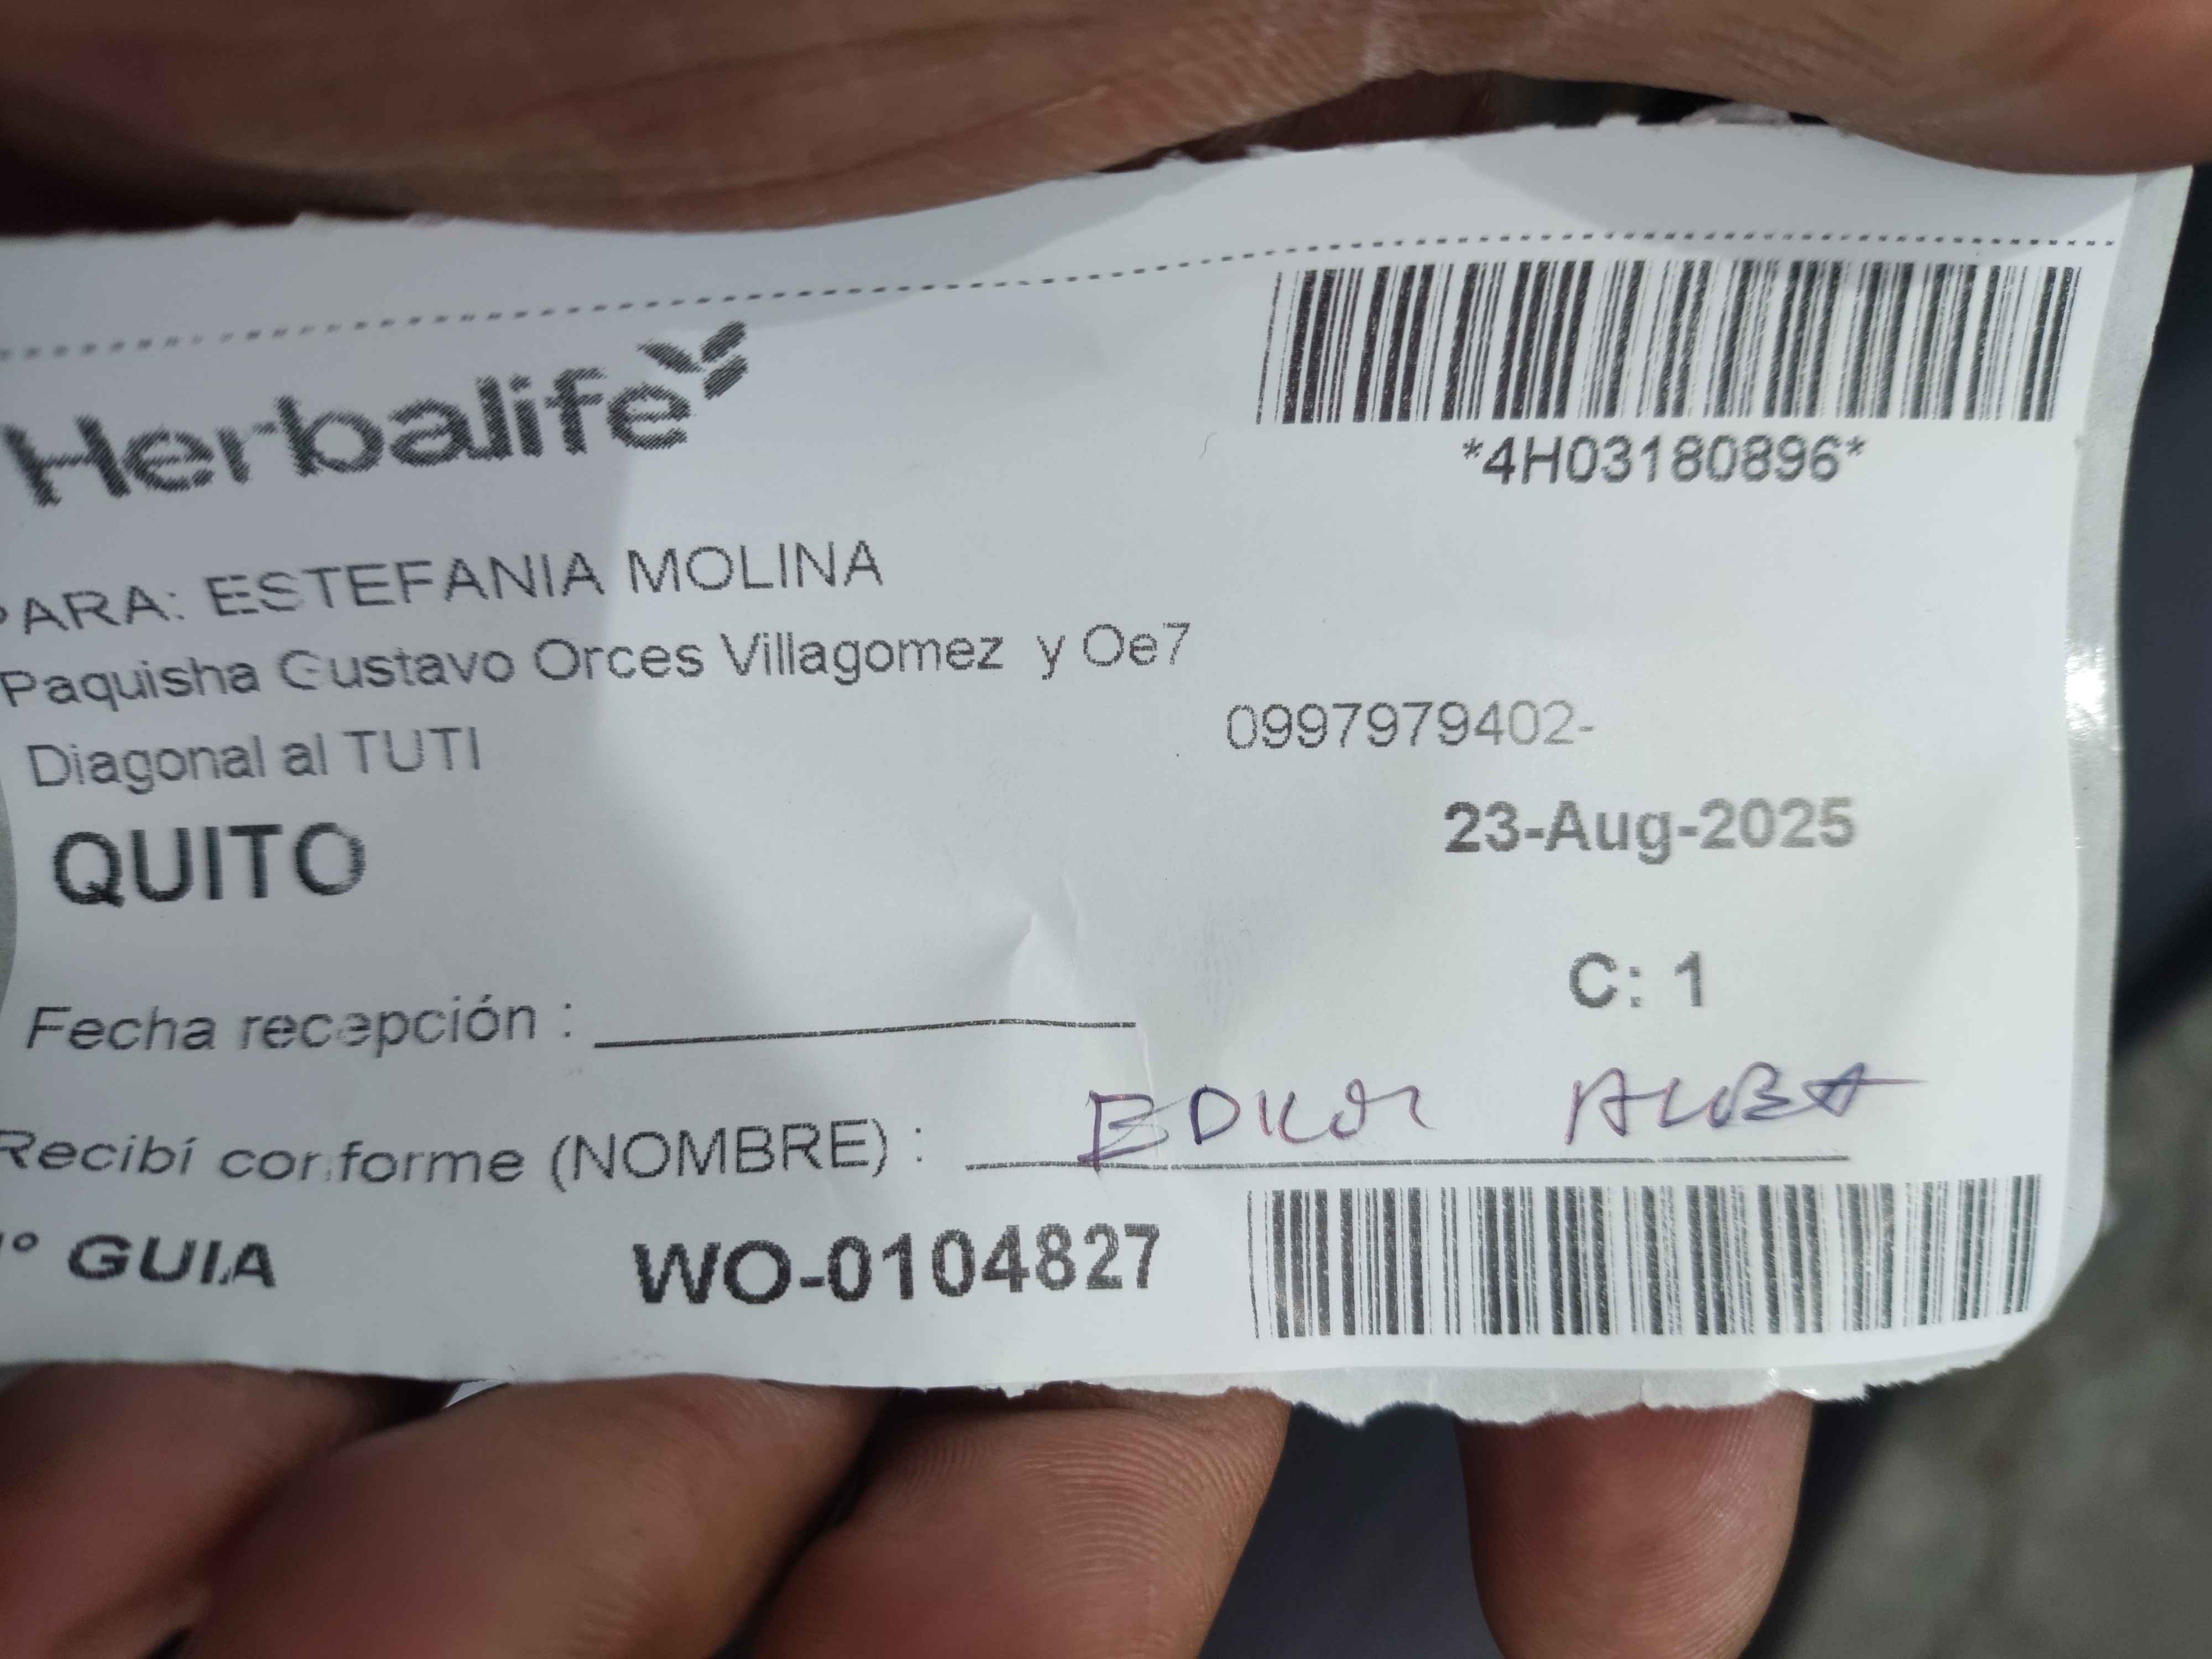 Herbalife
*4H03180896*
PARA: ESTEFANIA MOLINA
Paquisha Gustavo Orces Villagomez y Oe7
Diagonal al TUTI
0997979402-
QUITO
23-Aug-2025
C: 1
Fecha recepción :
Recibí conforme (NOMBRE) :
° GUIA WO-0104827